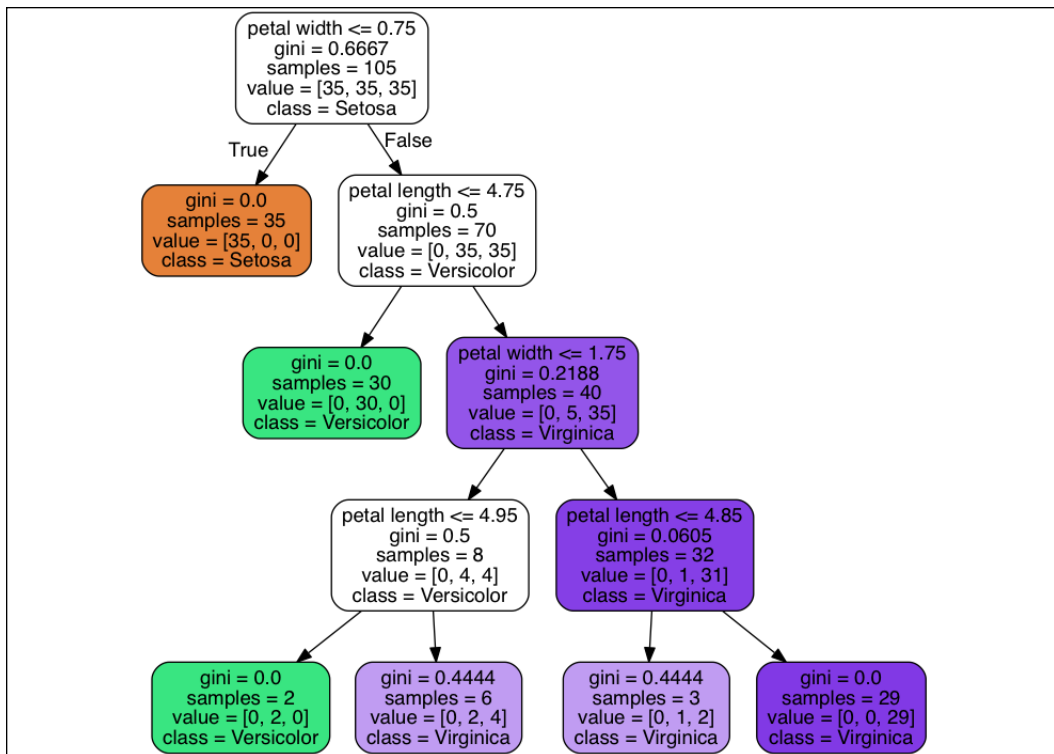 petal width <= 0.75
gini = 0.6667
samples = 105
value = [35, 35, 35]
class = Setosa
True
False
gini = 0.0
samples = 35
value = [35, 0, 0]
class = Setosa
petal length <= 4.75
gini = 0.5
samples = 70
value = [0, 35, 35]
class = Versicolor
gini = 0.0
samples = 30
value = [0, 30, 0]
class = Versicolor
petal width <= 1.75
gini = 0.2188
samples = 40
value = [0, 5, 35]
class = Virginica
petal length <= 4.95
gini = 0.5
samples = 8
value = [0, 4, 4]
class = Versicolor
petal length <= 4.85
gini = 0.0605
samples = 32
value = [0, 1, 31]
class = Virginica
gini = 0.0
samples = 2
value = [0, 2, 0]
class = Versicolor
gini = 0.4444
samples = 6
value = [0, 2, 4]
class = Virginica
gini = 0.4444
samples = 3
value = [0, 1, 2]
class = Virginica
gini = 0.0
samples = 29
value = [0, 0, 29]
class = Virginica